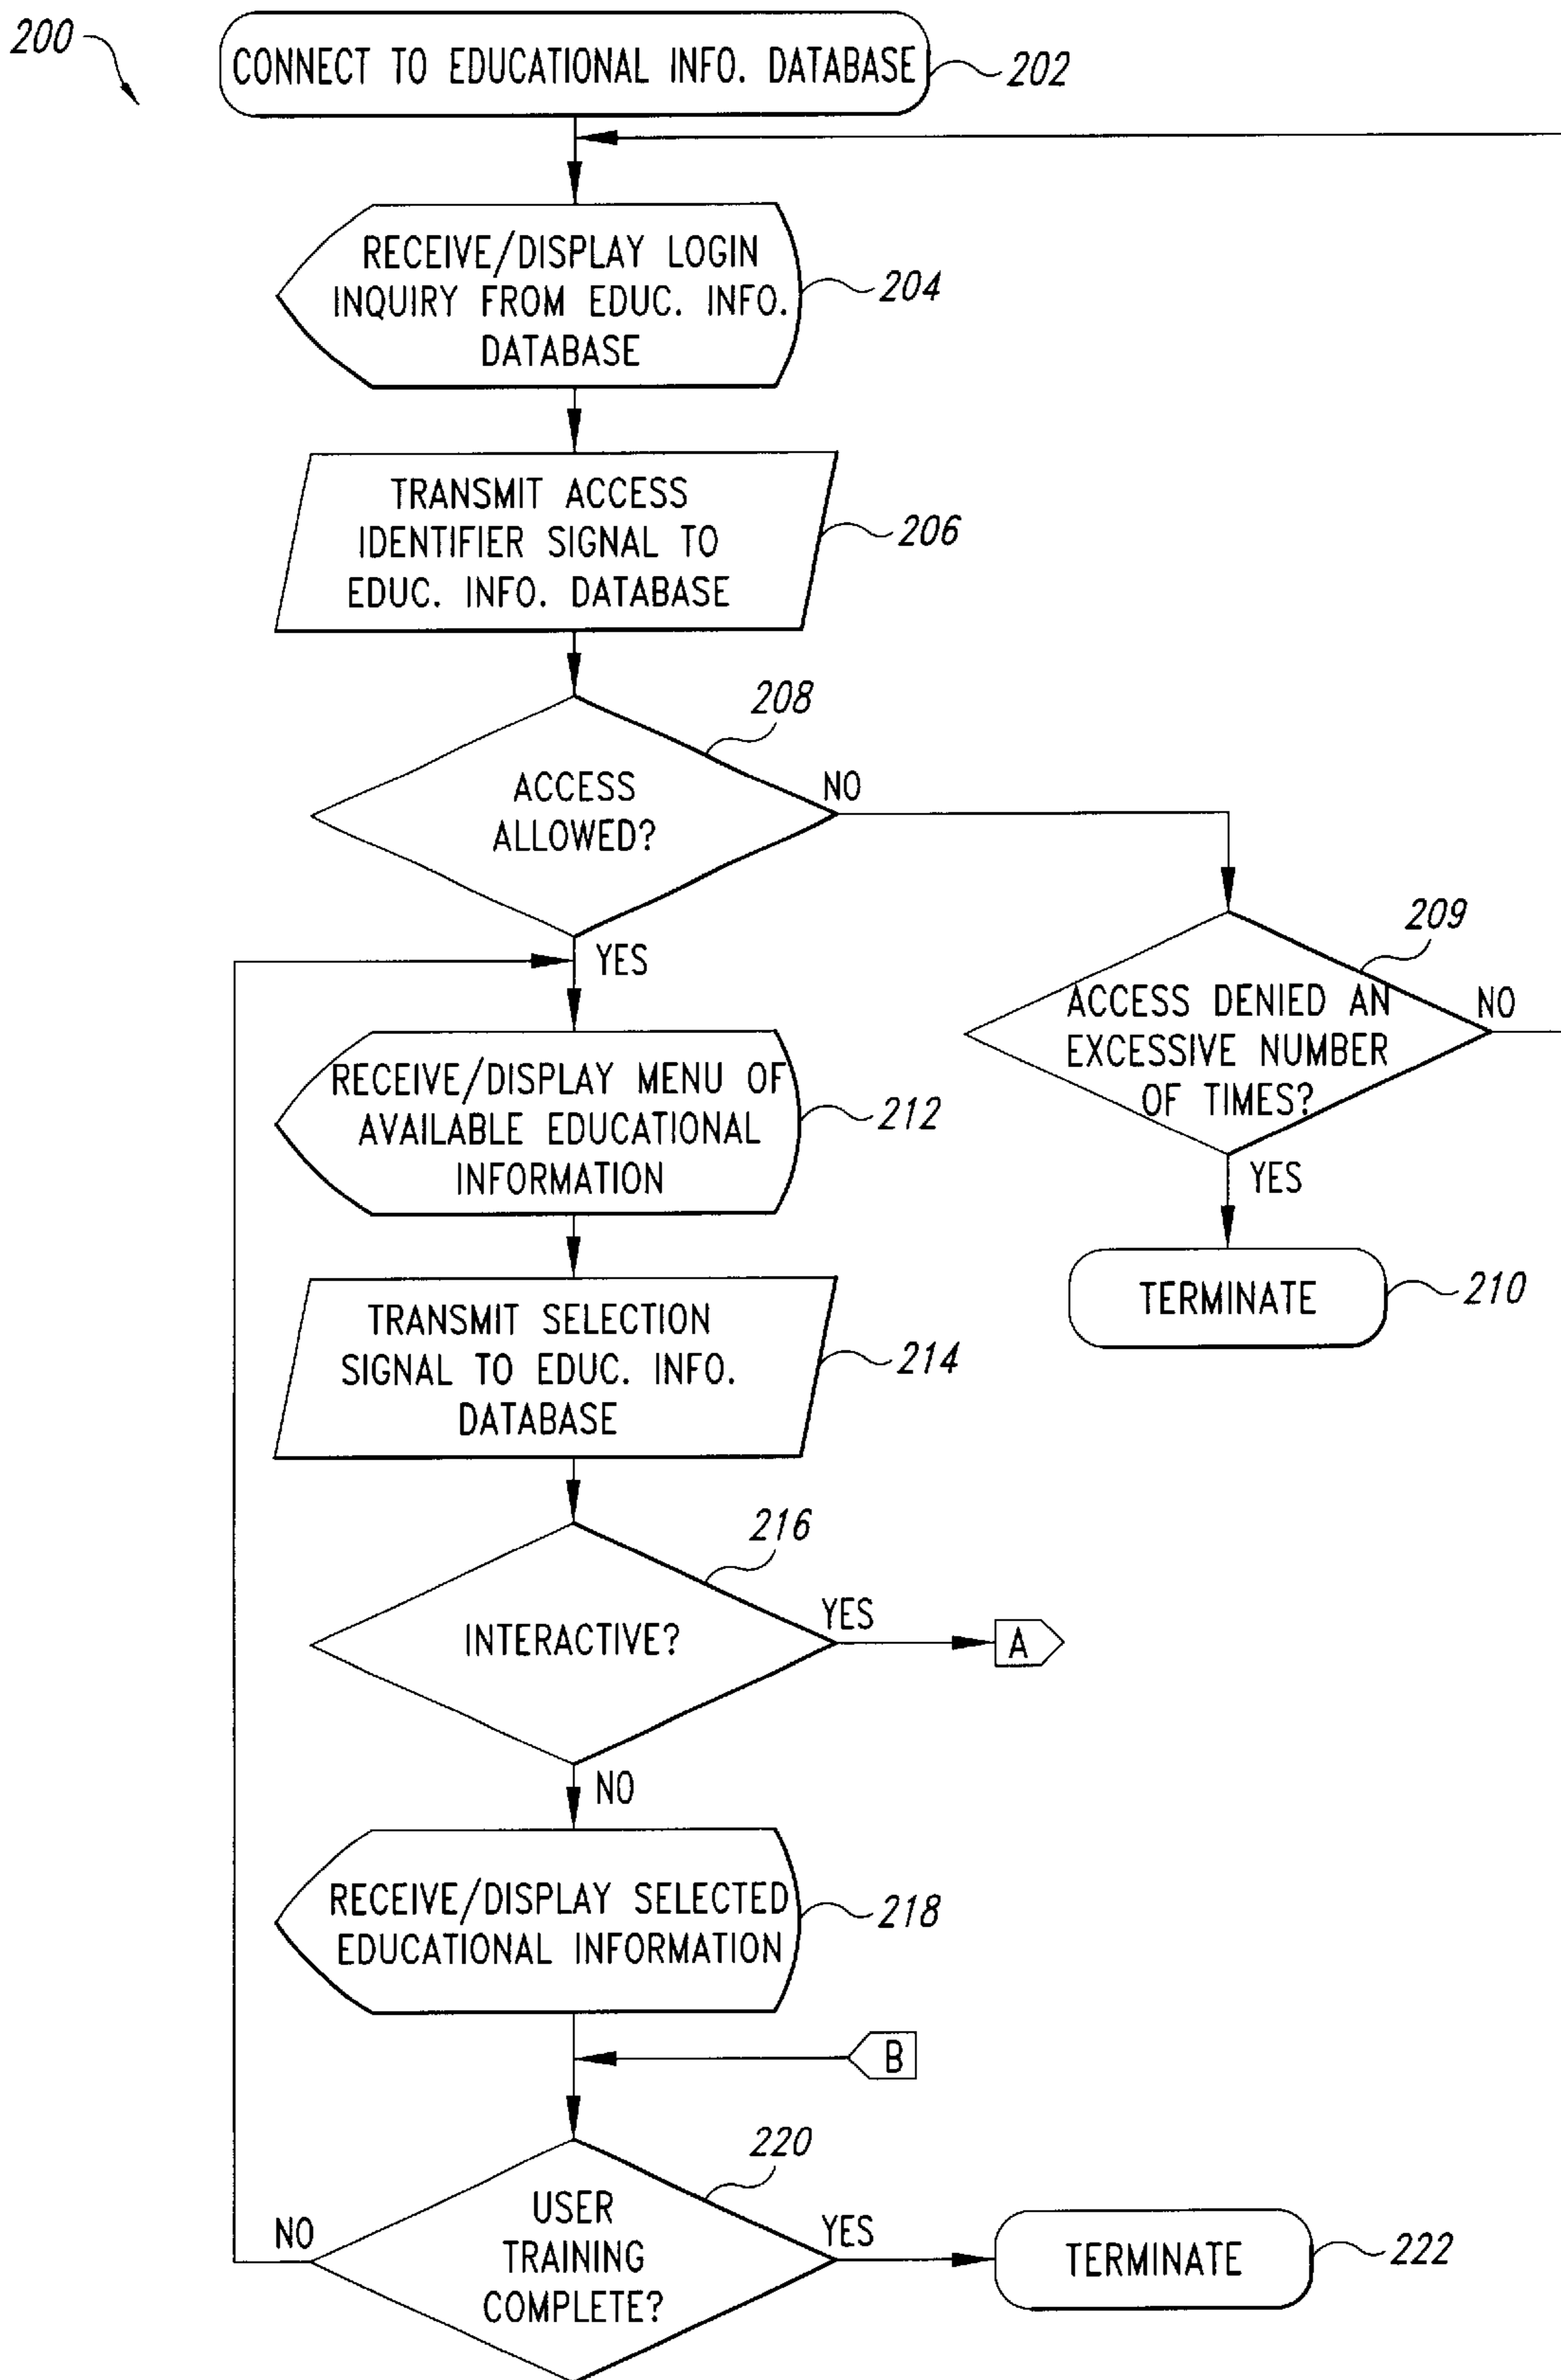 200
CONNECT TO EDUCATIONAL INFO. DATABASE
202
RECEIVE/DISPLAY LOGIN
INQUIRY FROM EDUC. INFO.
DATABASE
204
TRANSMIT ACCESS
IDENTIFIER SIGNAL TO
EDUC. INFO. DATABASE
206
208
ACCESS
ALLOWED?
NO
YES
209
ACCESS DENIED AN
EXCESSIVE NUMBER
OF TIMES?
NO
YES
TERMINATE
210
RECEIVE/DISPLAY MENU OF
AVAILABLE EDUCATIONAL
INFORMATION
212
TRANSMIT SELECTION
SIGNAL TO EDUC. INFO.
DATABASE
214
216
INTERACTIVE?
YES
A
NO
RECEIVE/DISPLAY SELECTED
EDUCATIONAL INFORMATION
218
B
220
USER
TRAINING
COMPLETE?
NO
YES
TERMINATE
222